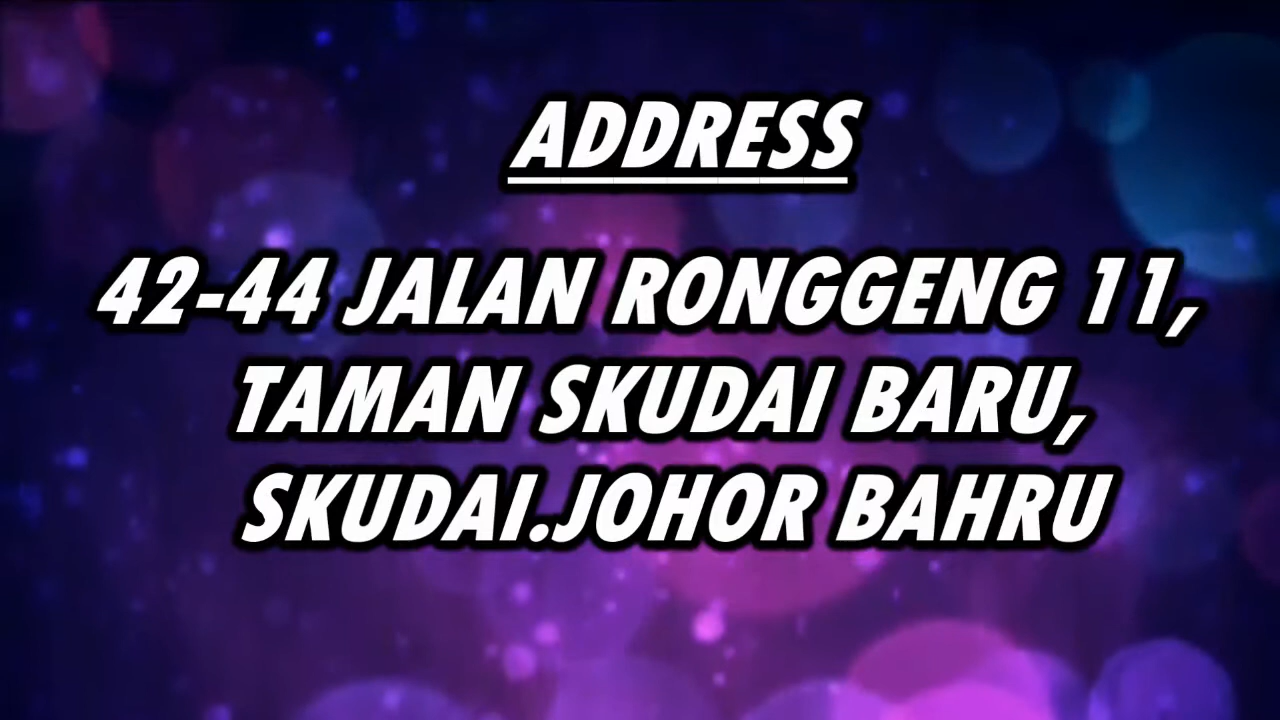 ADDRESS
42-44 JALAN RONGGENG 11,
TAMAN SKUDAI BARU,
SKUDAI.JOHOR BAHRU